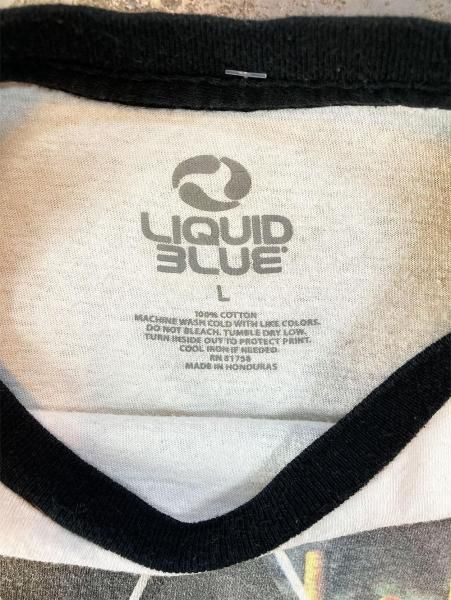 LIQUID
BLUE
L
100% COTTON
MACHINE WASH COLD WITH LIKE COLORS.
DO NOT BLEACH. TUMBLE DRY LOW.
TURN INSIDE OUT TO PROTECT PRINT.
COOL IRON IF NEEDED.
RN 81758
MADE IN HONDURAS